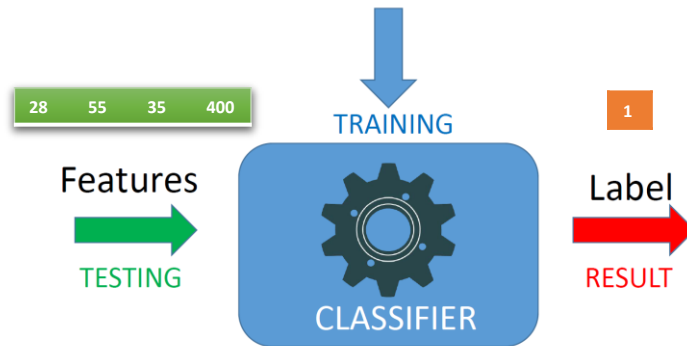 28 55 35 400
TRAINING
1
Features
Label
TESTING
RESULT
CLASSIFIER